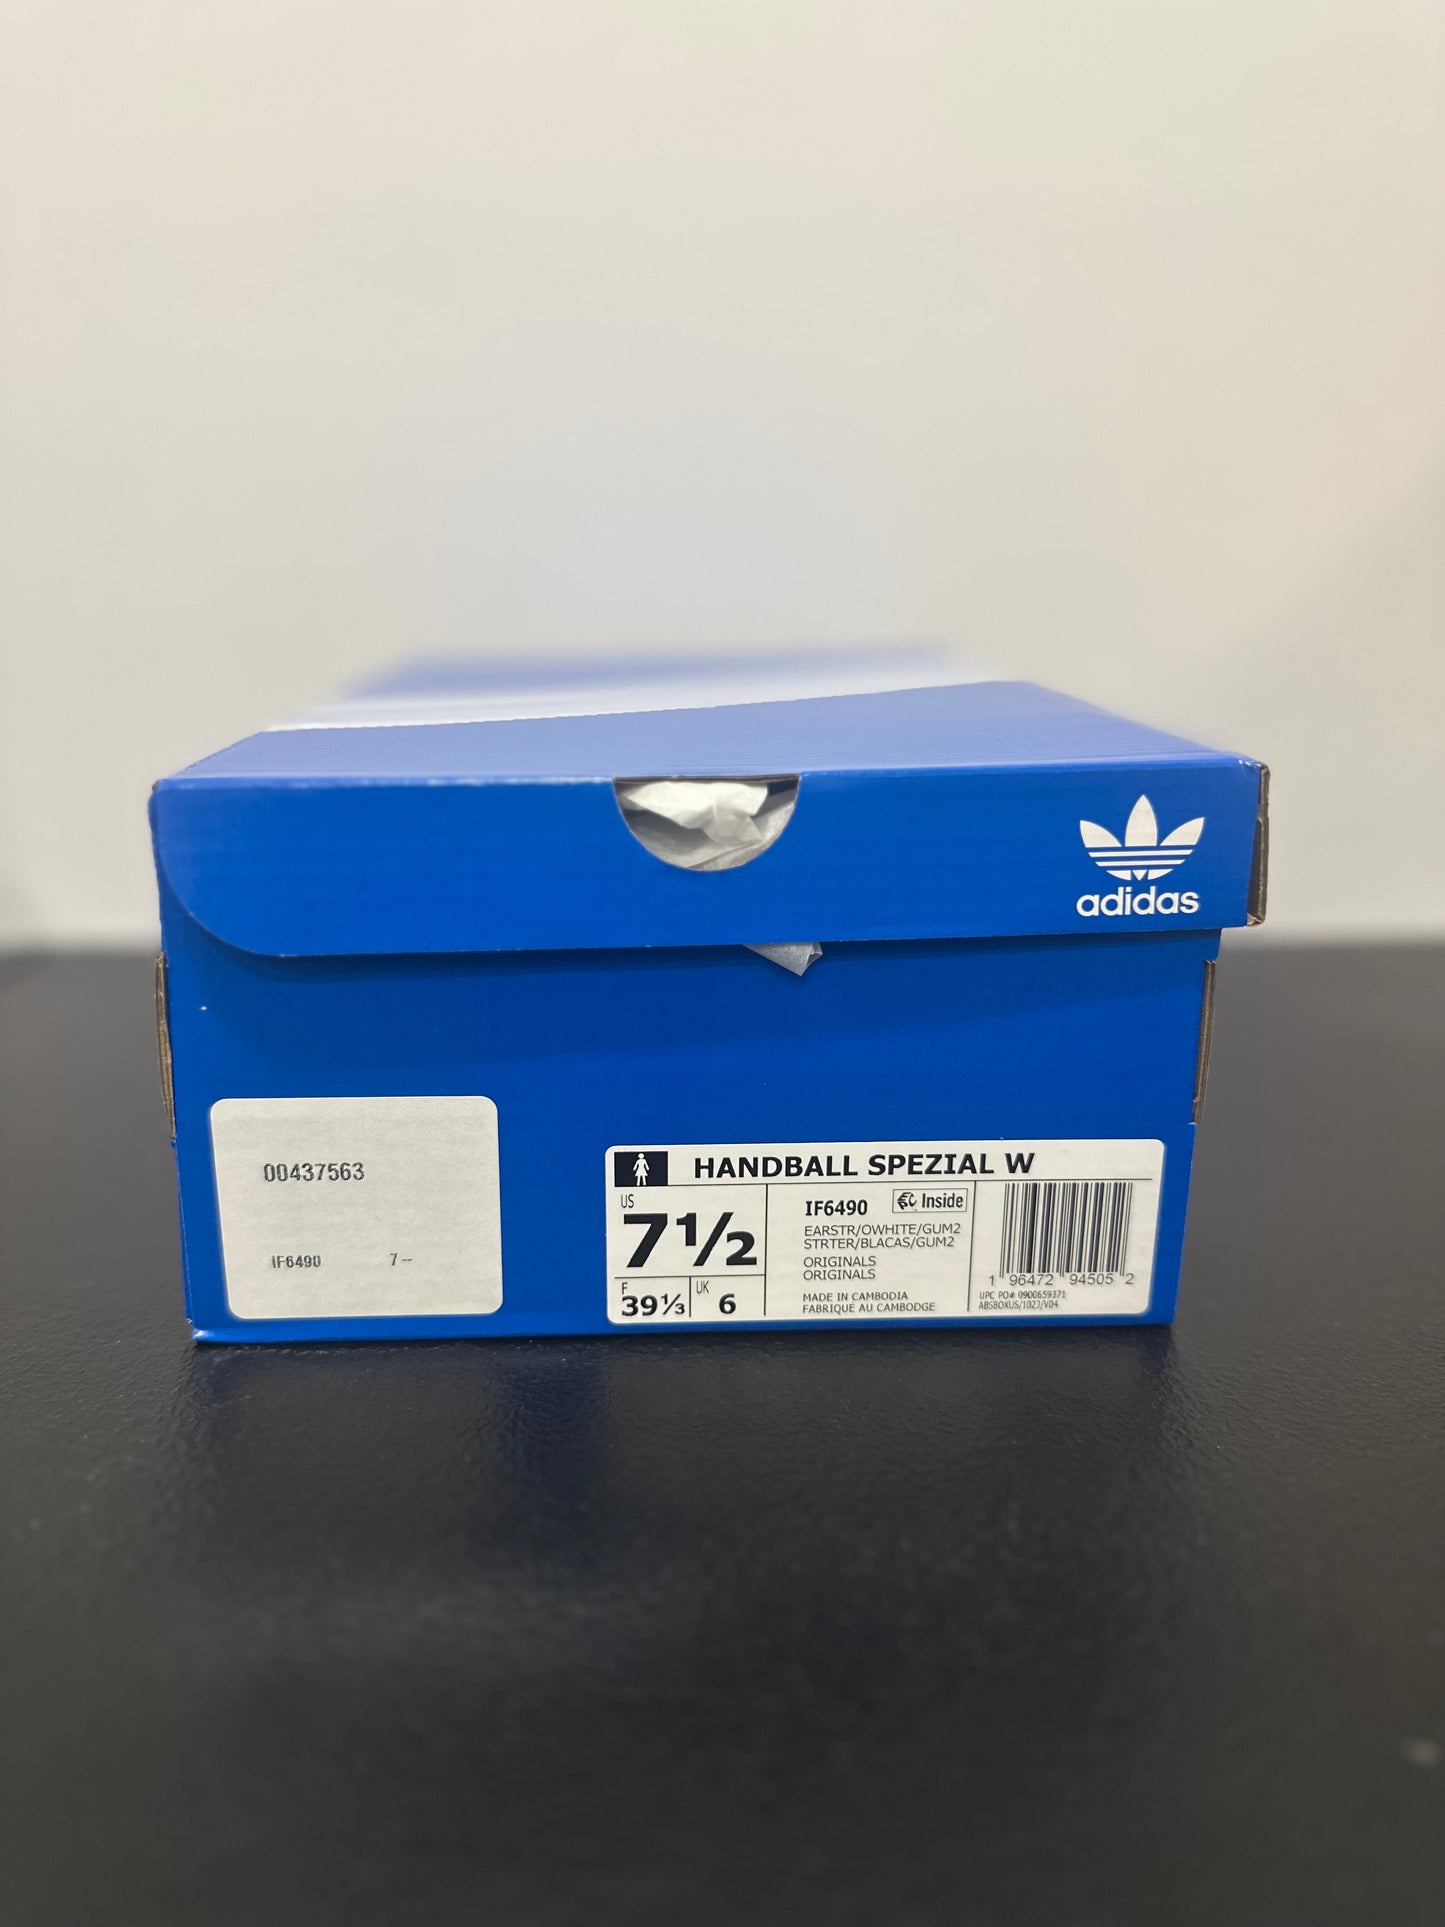 adidas
00437563
IF6490 7-
HANDBALL SPEZIAL W
US
7½
F
39⅓
UK
6
IF6490
Inside
EARSTR/OWHITE/GUM2
STRTER/BLACAS/GUM2
ORIGINALS
ORIGINALS
MADE IN CAMBODIA
FABRIQUÉ AU CAMBODGE
1 96472 94505 2
UPC PO# 0900659371
ABSBOXUS/1023/V04